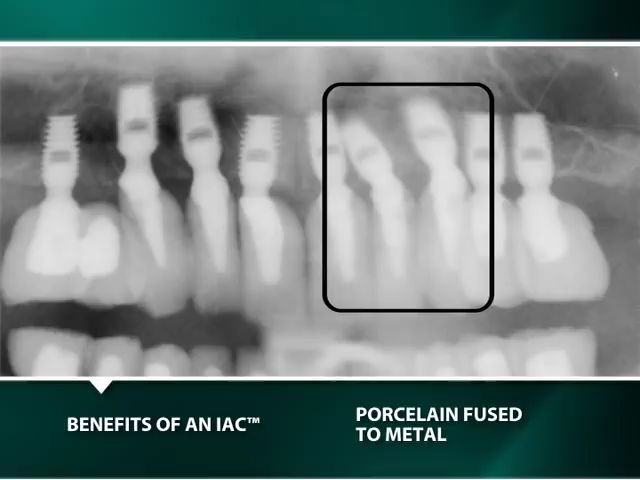 BENEFITS OF AN IAC™
PORCELAIN FUSED
TO METAL